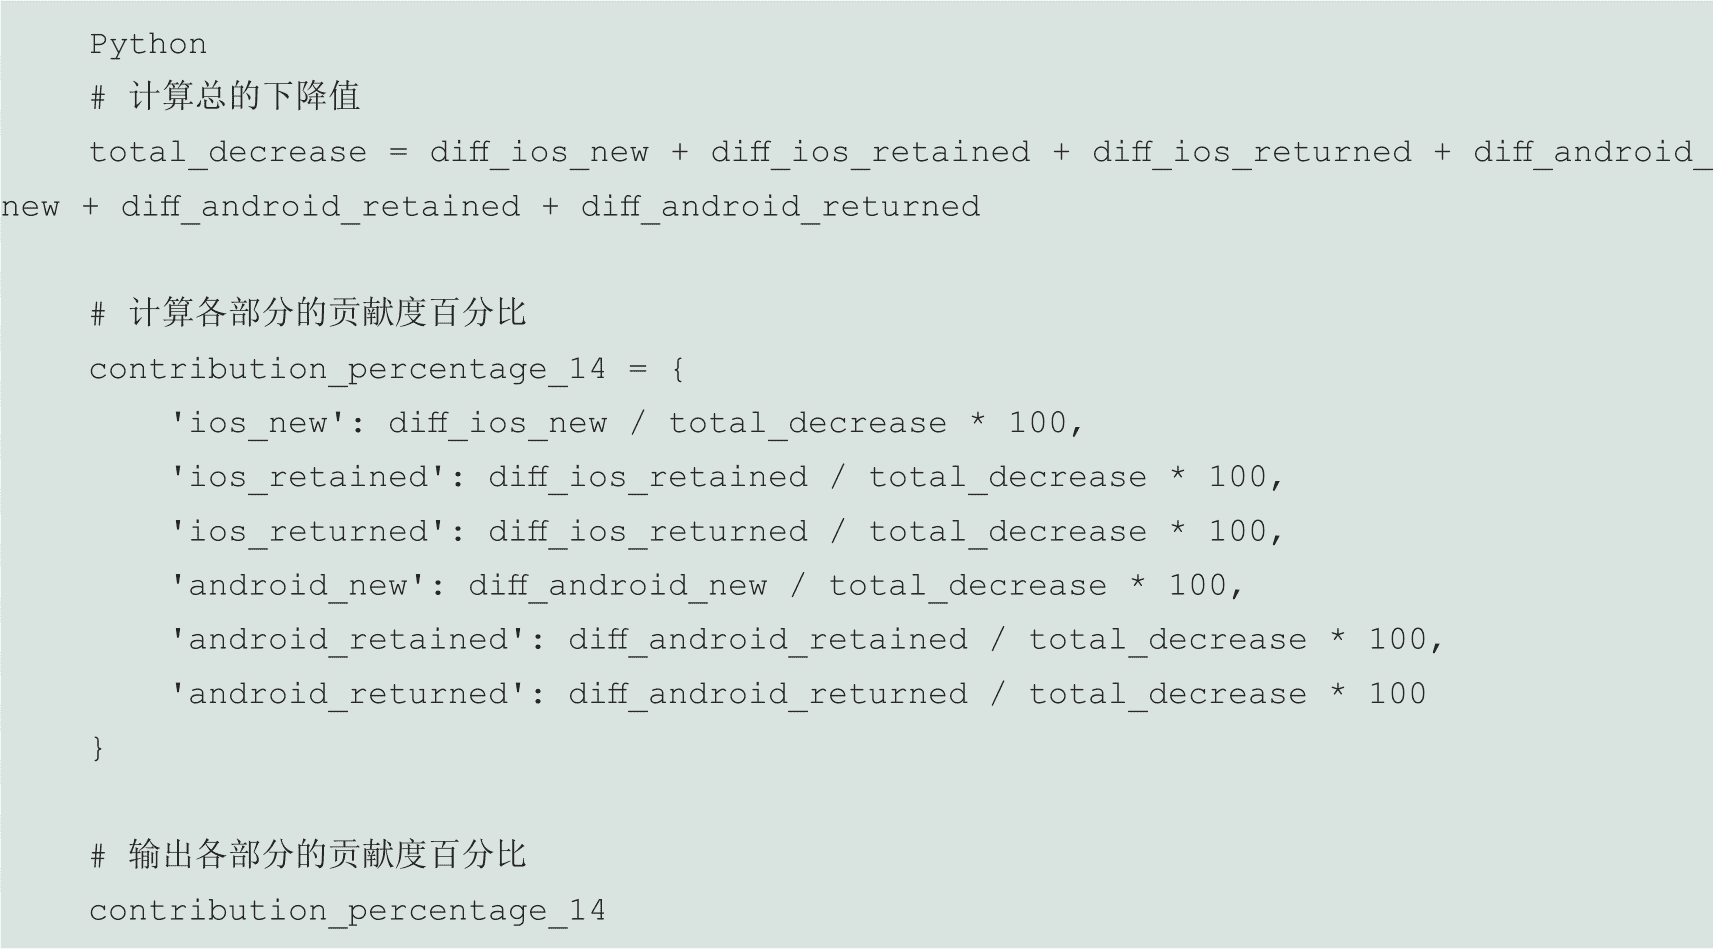 Python
# 计算总的下降值
total_decrease = diff_ios_new + diff_ios_retained + diff_ios_returned + diff_android_
new + diff_android_retained + diff_android_returned
# 计算各部分的贡献度百分比
contribution_percentage_14 = {
    'ios_new': diff_ios_new / total_decrease * 100,
    'ios_retained': diff_ios_retained / total_decrease * 100,
    'ios_returned': diff_ios_returned / total_decrease * 100,
    'android_new': diff_android_new / total_decrease * 100,
    'android_retained': diff_android_retained / total_decrease * 100,
    'android_returned': diff_android_returned / total_decrease * 100
}
# 输出各部分的贡献度百分比
contribution_percentage_14